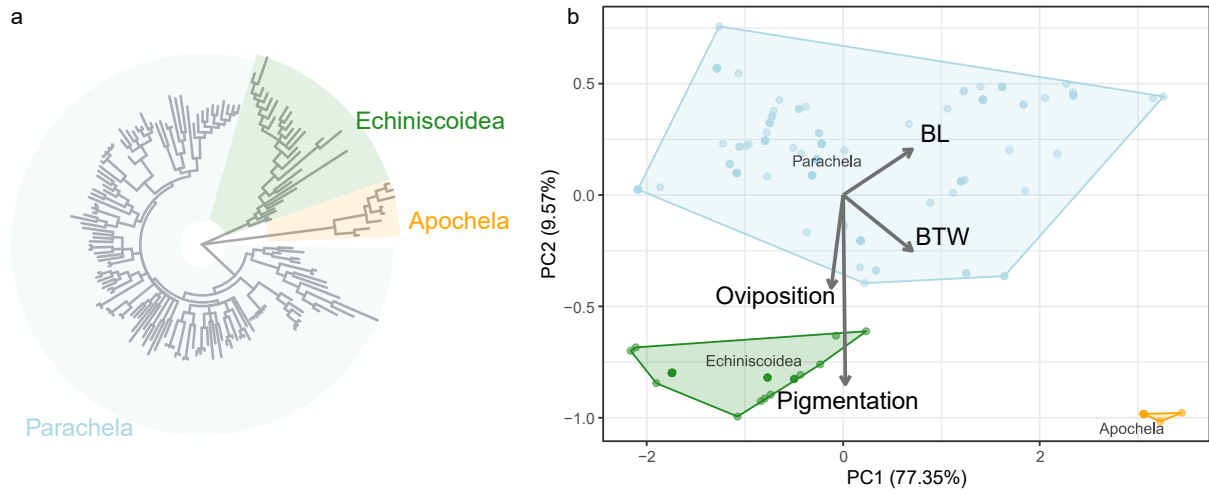 a
Echiniscoidea
Apochela
Parachela
b
PC2 (9.57%)
0.5
0.0
−0.5
−1.0
BL
Parachela
BTW
Oviposition
Echiniscoidea
Pigmentation
Apochela
−2
0
2
PC1 (77.35%)